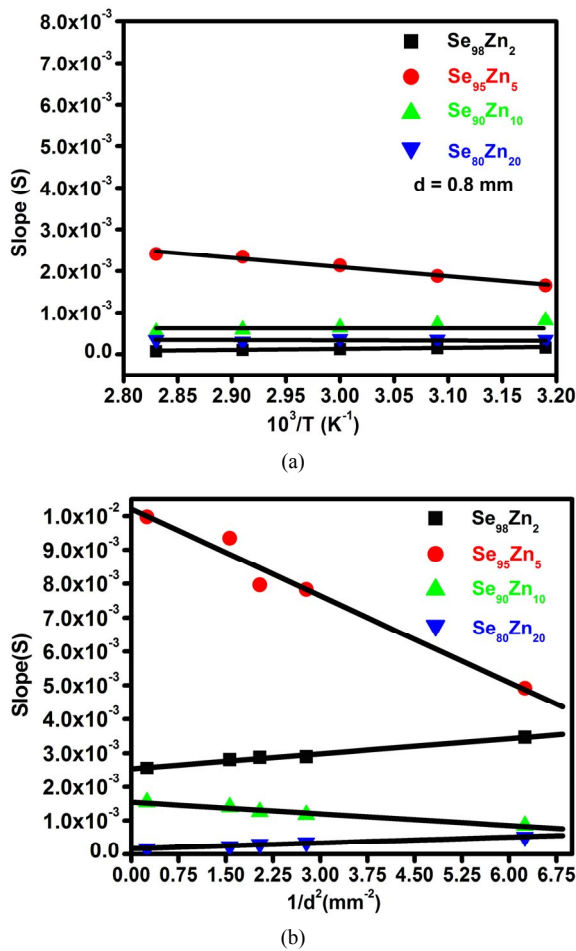 8.0x10⁻³
7.0x10⁻³
6.0x10⁻³
5.0x10⁻³
4.0x10⁻³
3.0x10⁻³
2.0x10⁻³
1.0x10⁻³
0.0
Slope (S)
Se₉₈Zn₂
Se₉₅Zn₅
Se₉₀Zn₁₀
Se₈₀Zn₂₀
d = 0.8 mm
2.80 2.85 2.90 2.95 3.00 3.05 3.10 3.15 3.20
10³/T (K⁻¹)
(a)
1.0x10⁻²
9.0x10⁻³
8.0x10⁻³
7.0x10⁻³
6.0x10⁻³
5.0x10⁻³
4.0x10⁻³
3.0x10⁻³
2.0x10⁻³
1.0x10⁻³
0.0
Slope(S)
Se₉₈Zn₂
Se₉₅Zn₅
Se₉₀Zn₁₀
Se₈₀Zn₂₀
0.00 0.75 1.50 2.25 3.00 3.75 4.50 5.25 6.00 6.75
1/d²(mm⁻²)
(b)